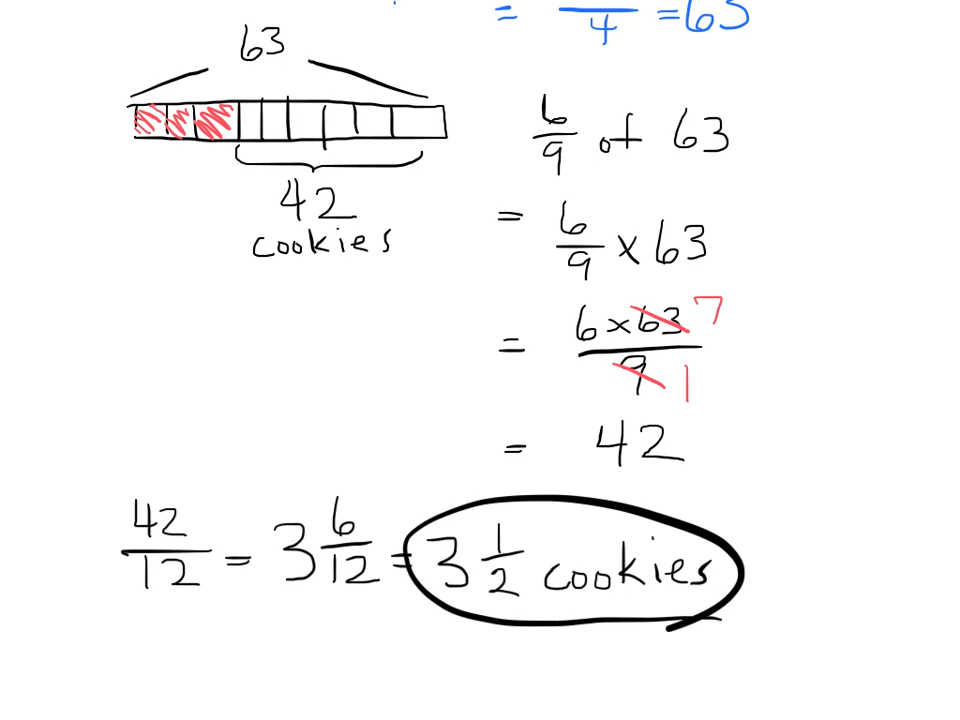 = /4 = 63
63
42
cookies
6/9 of 63
= 6/9 × 63
= 6 × 63 7 / 9 1
= 42
42/12 = 3 6/12 = 3 1/2 cookies